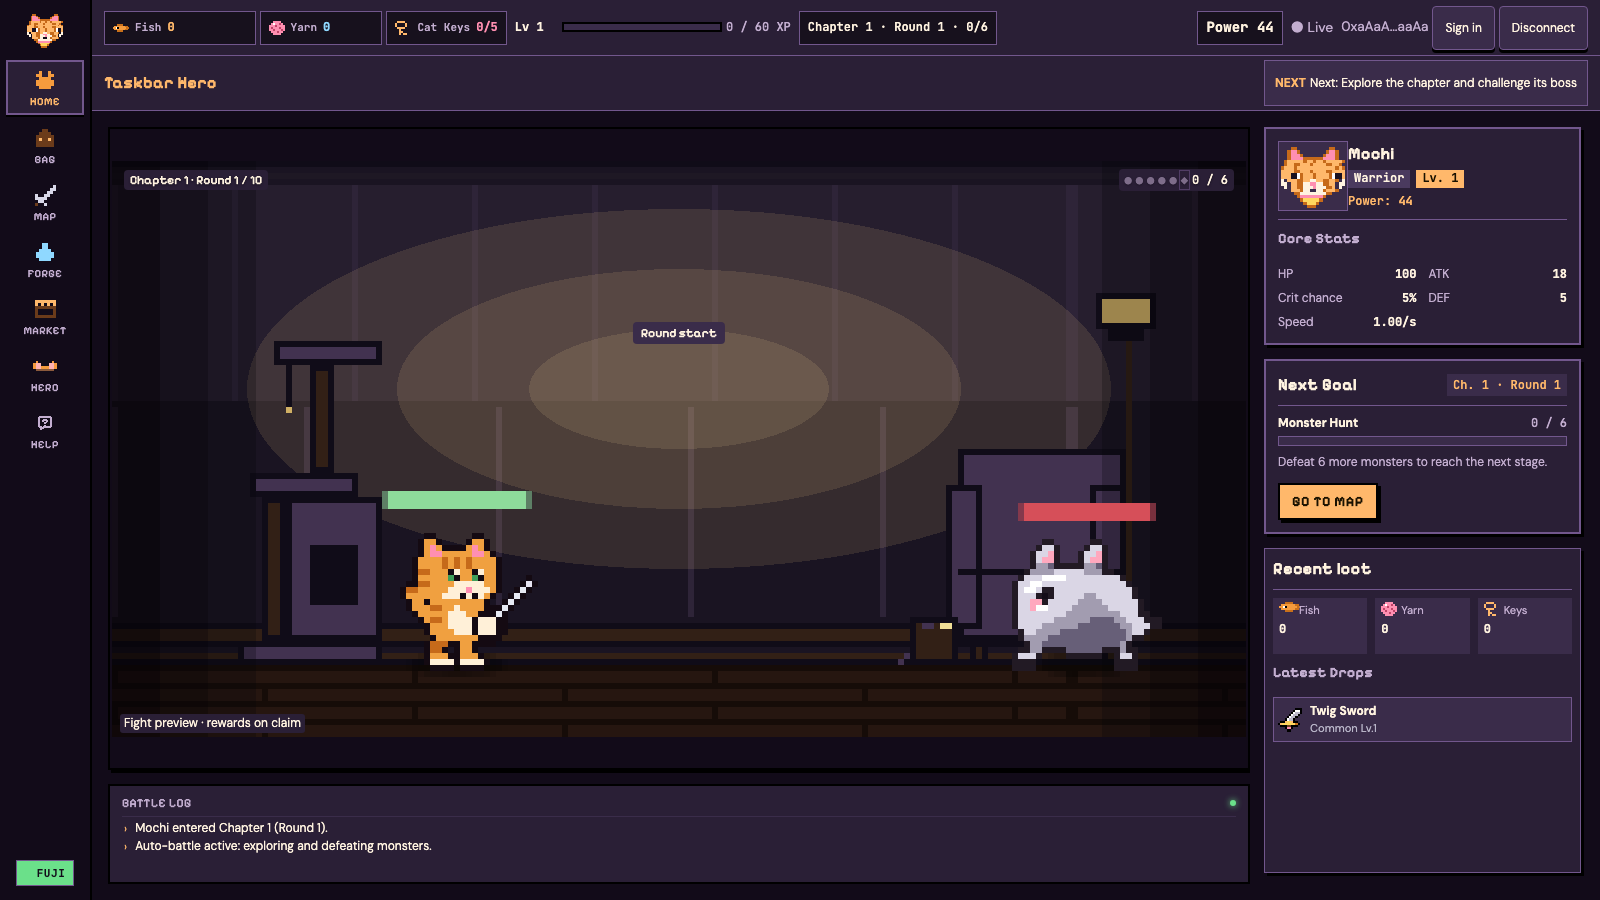 Fish 0
Yarn 0
Cat Keys 0/5
Lv 1
0 / 60 XP
Chapter 1 · Round 1 · 0/6
Power 44
Live
0xaAaA…aaAa
Sign in
Disconnect
HOME
BAG
MAP
FORGE
MARKET
HERO
HELP
FUJI
Taskbar Hero
NEXT Next: Explore the chapter and challenge its boss
Chapter 1 · Round 1 / 10
0 / 6
Round start
Fight preview · rewards on claim
BATTLE LOG
› Mochi entered Chapter 1 (Round 1).
› Auto-battle active: exploring and defeating monsters.
Mochi
Warrior Lv. 1
Power: 44
Core Stats
HP 100 ATK 18
Crit chance 5% DEF 5
Speed 1.00/s
Next Goal
Ch. 1 · Round 1
Monster Hunt 0 / 6
Defeat 6 more monsters to reach the next stage.
GO TO MAP
Recent loot
Fish Yarn Keys
0 0 0
Latest Drops
Twig Sword
Common Lv.1